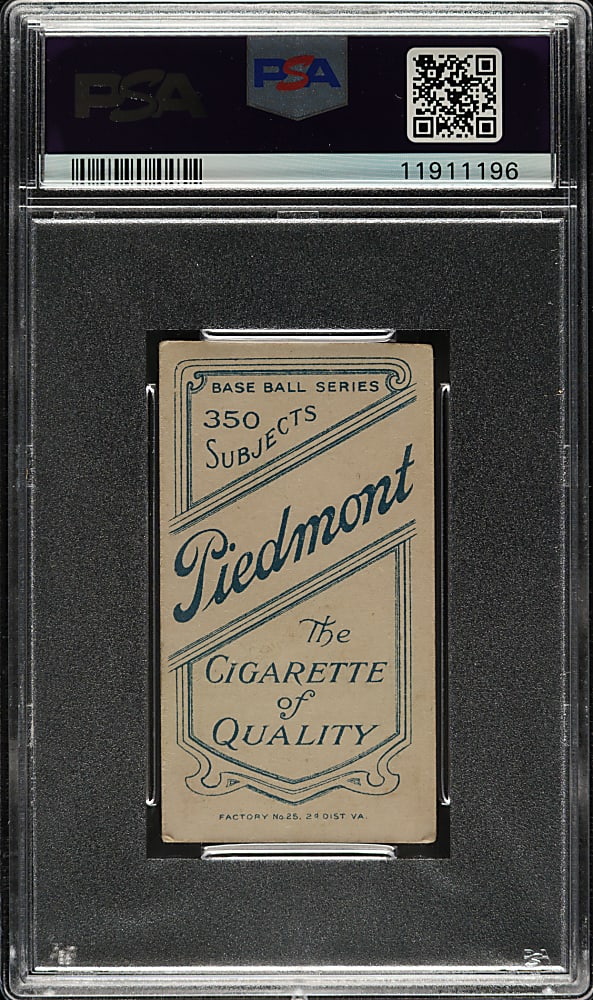 PSA
PSA
11911196
BASE BALL SERIES
350
SUBJECTS
Piedmont
The
CIGARETTE
of
QUALITY
FACTORY No 25. 2d DIST. VA.